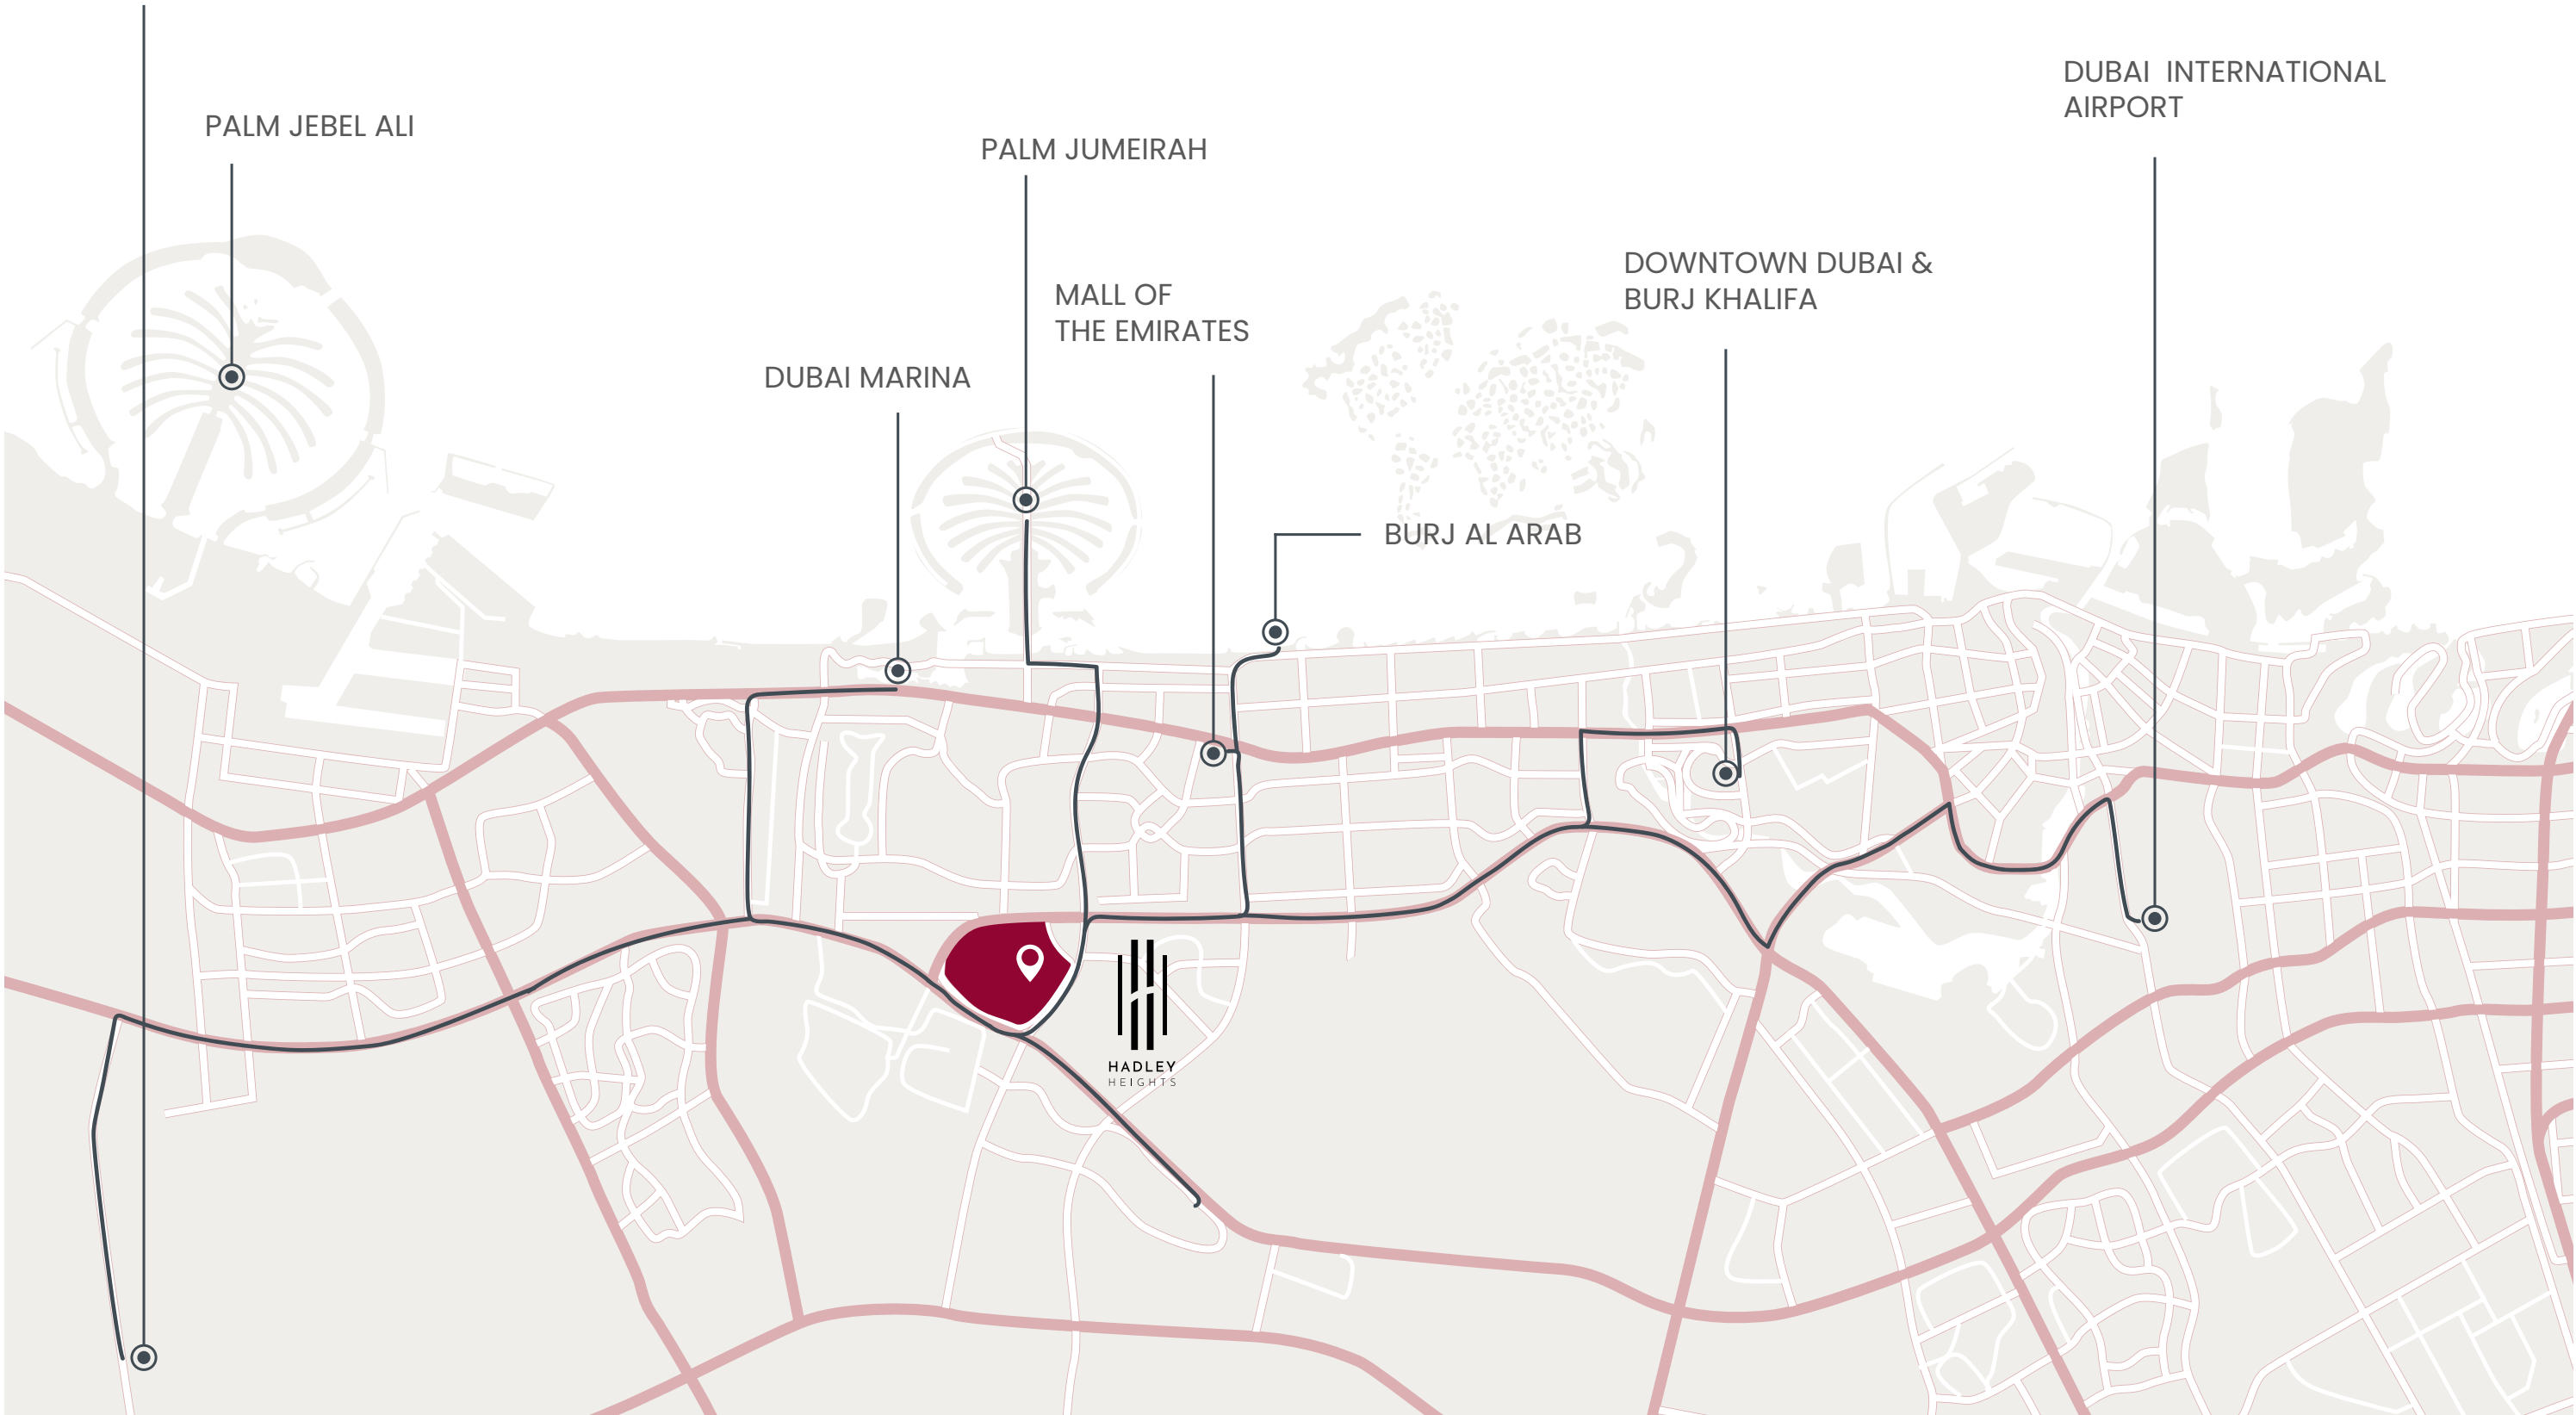 DUBAI INTERNATIONAL
AIRPORT
PALM JEBEL ALI
PALM JUMEIRAH
DOWNTOWN DUBAI &
BURJ KHALIFA
MALL OF
THE EMIRATES
DUBAI MARINA
BURJ AL ARAB
HADLEY
HEIGHTS